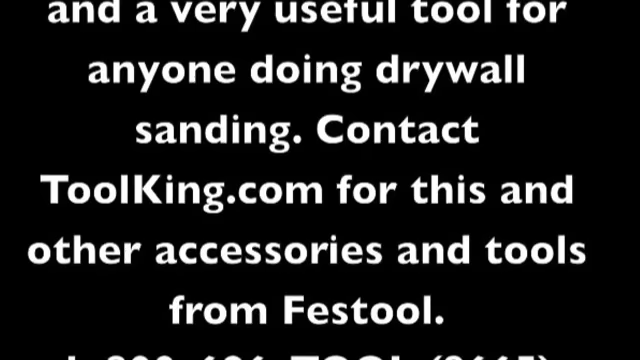 and a very useful tool for
anyone doing drywall
sanding. Contact
ToolKing.com for this and
other accessories and tools
from Festool.